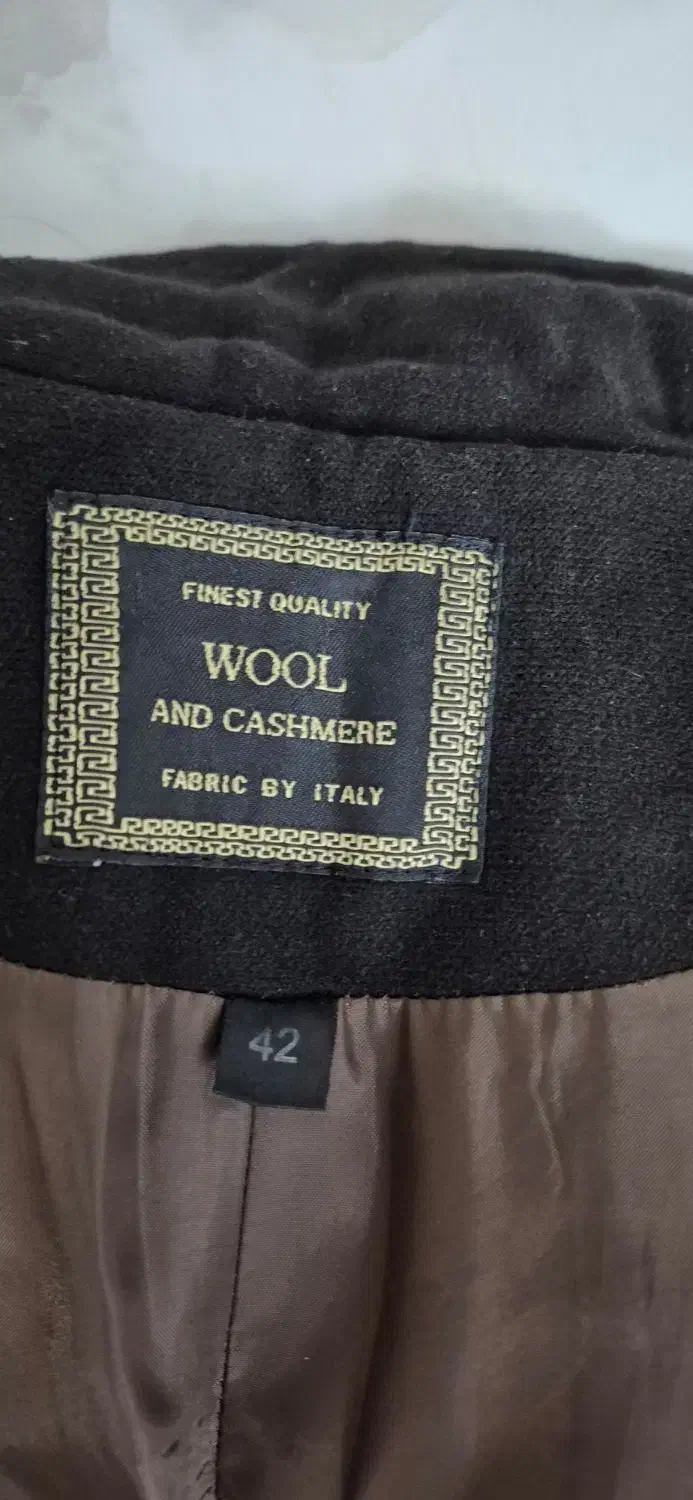 FINEST QUALITY
WOOL
AND CASHMERE
FABRIC BY ITALY
42